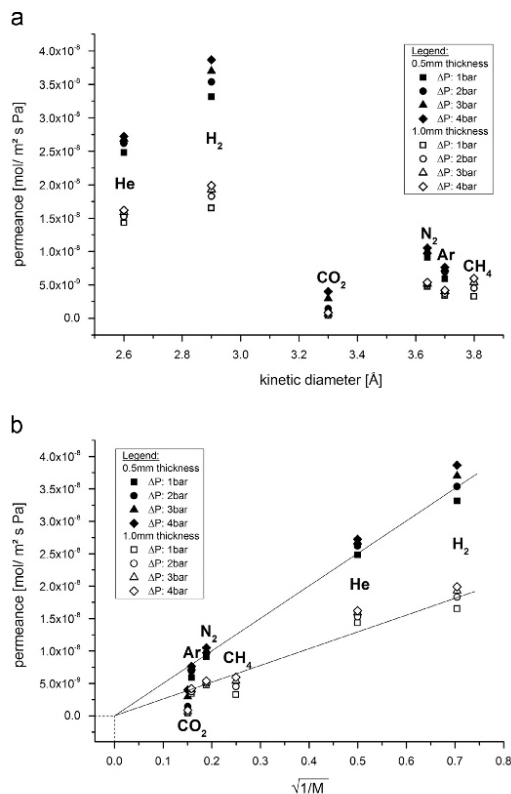 a
4.0x10⁻⁸
3.5x10⁻⁸
3.0x10⁻⁸
2.5x10⁻⁸
2.0x10⁻⁸
1.5x10⁻⁸
1.0x10⁻⁸
5.0x10⁻⁹
0.0
permeance [mol/ m² s Pa]
Legend:
0.5mm thickness
ΔP: 1bar
ΔP: 2bar
ΔP: 3bar
ΔP: 4bar
1.0mm thickness
ΔP: 1bar
ΔP: 2bar
ΔP: 3bar
ΔP: 4bar
He
H₂
CO₂
N₂
Ar
CH₄
2.6 2.8 3.0 3.2 3.4 3.6 3.8
kinetic diameter [Å]
b
4.0x10⁻⁸
3.5x10⁻⁸
3.0x10⁻⁸
2.5x10⁻⁸
2.0x10⁻⁸
1.5x10⁻⁸
1.0x10⁻⁸
5.0x10⁻⁹
0.0
permeance [mol/ m² s Pa]
Legend:
0.5mm thickness
ΔP: 1bar
ΔP: 2bar
ΔP: 3bar
ΔP: 4bar
1.0mm thickness
ΔP: 1bar
ΔP: 2bar
ΔP: 3bar
ΔP: 4bar
H₂
He
N₂
Ar
CH₄
CO₂
0.0 0.1 0.2 0.3 0.4 0.5 0.6 0.7 0.8
√1/M